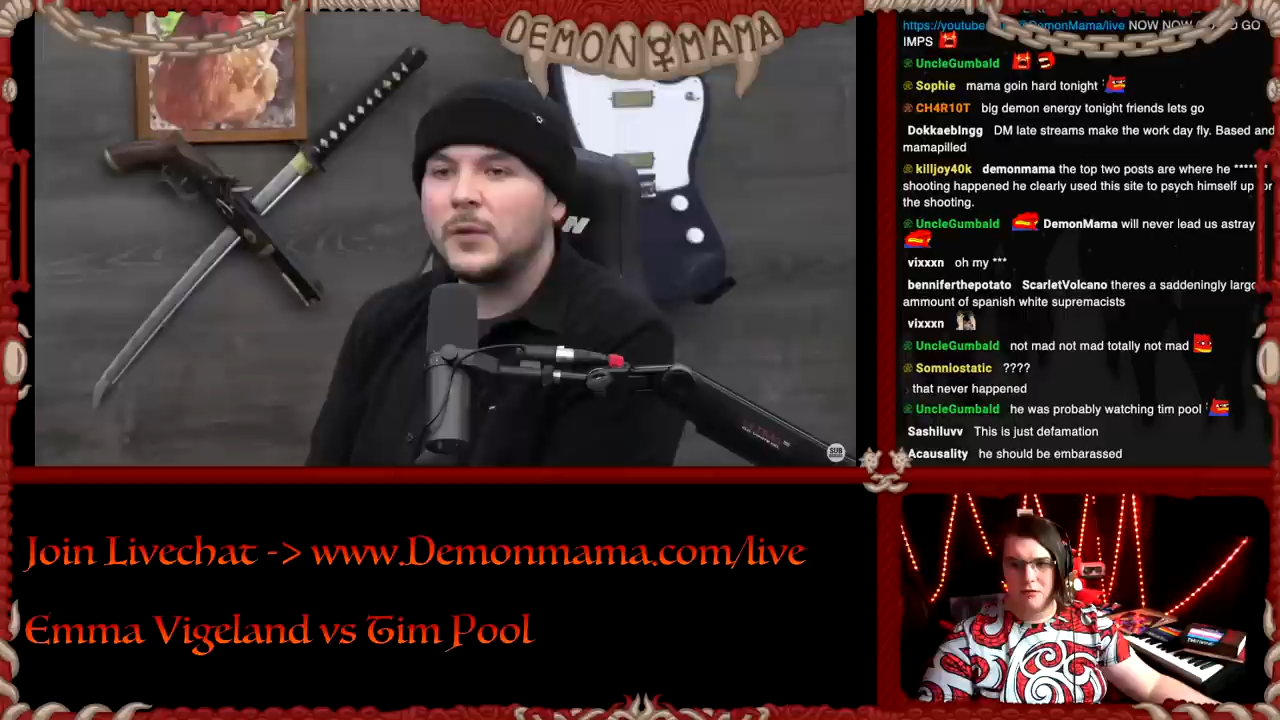 DEMON MAMA
https://youtube DemonMama/live NOW NOW GO
IMPS
UncleGumbald
Sophie mama goin hard tonight
CH4R10T big demon energy tonight friends lets go
DokkaebIngg DM late streams make the work day fly. Based and
mamapilled
killjoy40k demonmama the top two posts are where he *****
shooting happened he clearly used this site to psych himself up for
the shooting.
UncleGumbald DemonMama will never lead us astray
vixxxn oh my ***
benniferthepotato ScarletVolcano theres a saddeningly large
ammount of spanish white supremacists
vixxxn
UncleGumbald not mad not mad totally not mad
Somniostatic ????
that never happened
UncleGumbald he was probably watching tim pool
Sashiluvv This is just defamation
Acausality he should be embarassed
SUB
Join Livechat -> www.Demonmama.com/live
Emma Vigeland vs Tim Pool